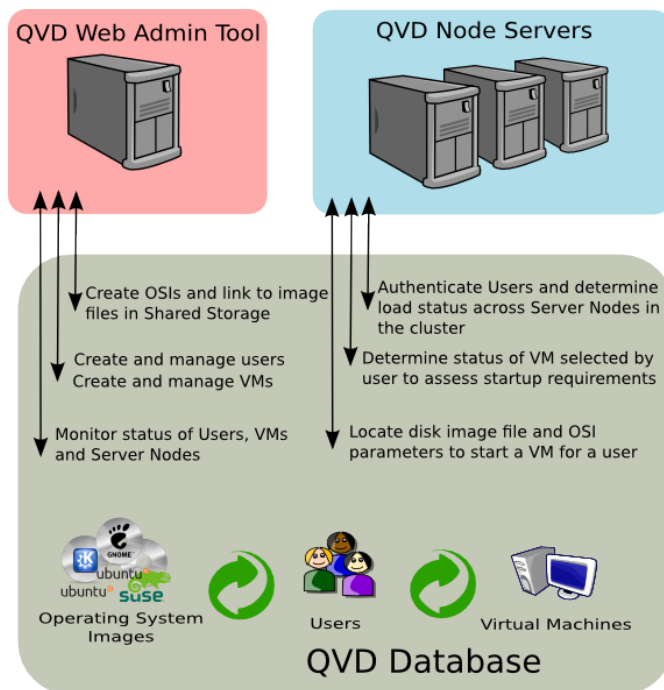 QVD Web Admin Tool
QVD Node Servers
Create OSIs and link to image
files in Shared Storage
Create and manage users
Create and manage VMs
Monitor status of Users, VMs
and Server Nodes
Authenticate Users and determine
load status across Server Nodes in
the cluster
Determine status of VM selected by
user to assess startup requirements
Locate disk image file and OSI
parameters to start a VM for a user
GNOME™
ubuntu
ubuntu
suse
Operating System
Images
Users
Virtual Machines
QVD Database